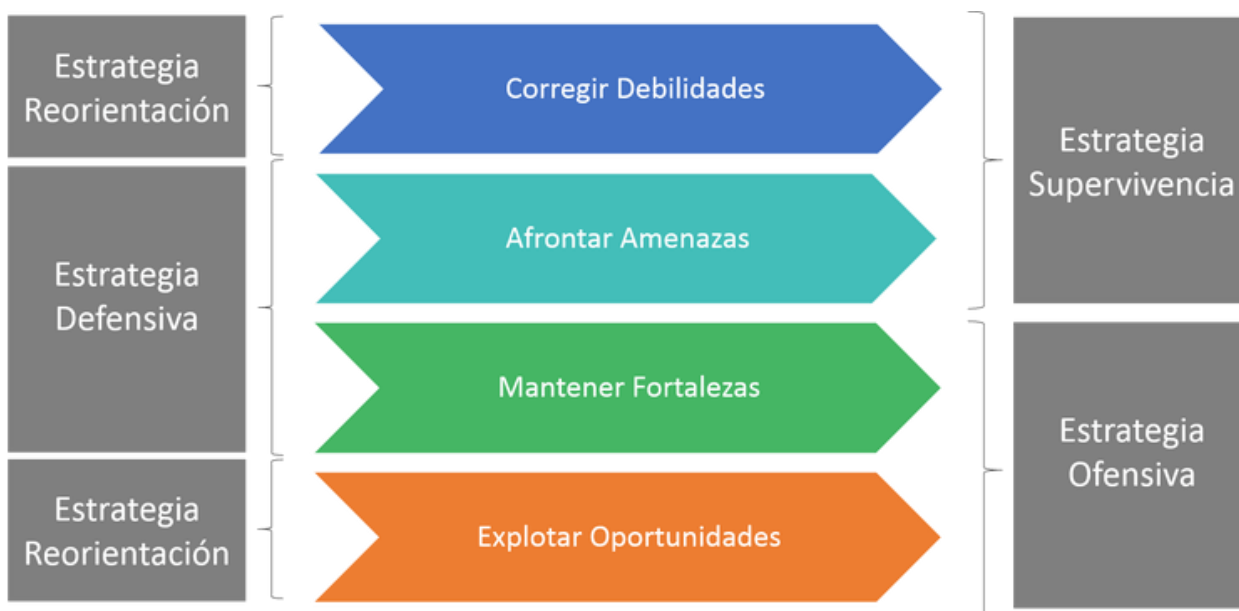 Estrategia
Reorientación
Corregir Debilidades
Estrategia
Supervivencia
Afrontar Amenazas
Estrategia
Defensiva
Mantener Fortalezas
Estrategia
Ofensiva
Estrategia
Reorientación
Explotar Oportunidades